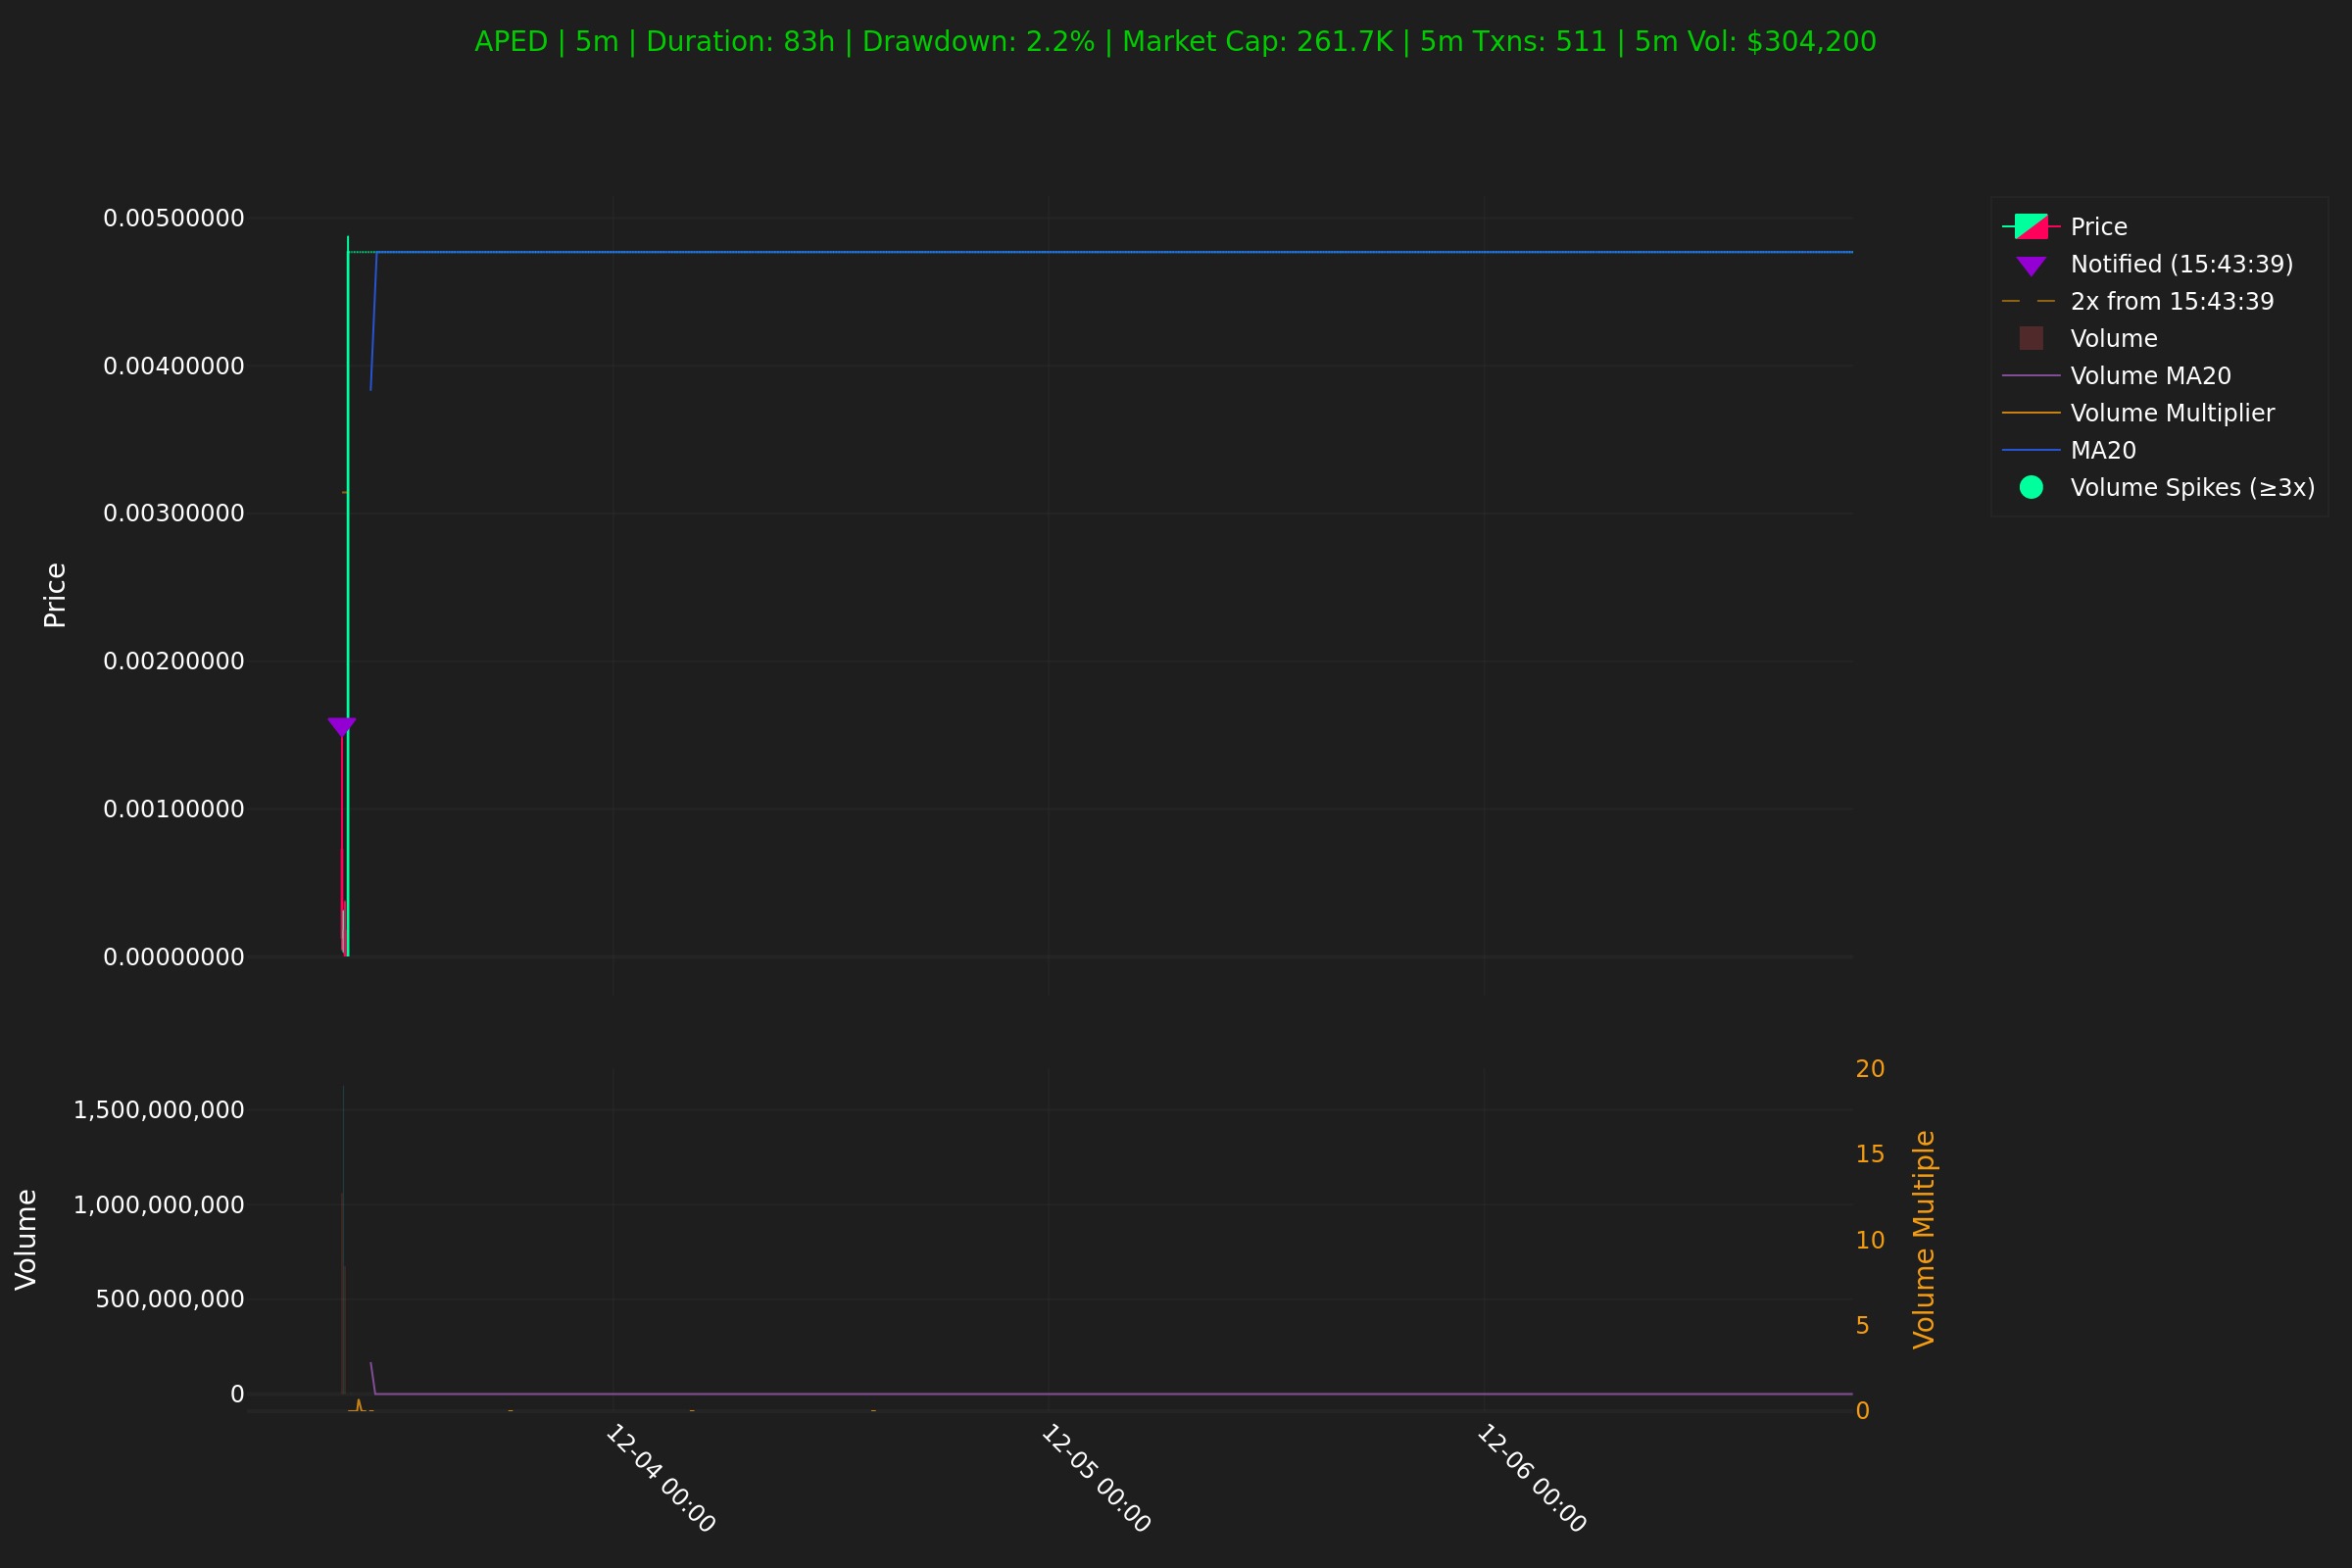 APED | 5m | Duration: 83h | Drawdown: 2.2% | Market Cap: 261.7K | 5m Txns: 511 | 5m Vol: $304,200
0.00500000
0.00400000
0.00300000
0.00200000
0.00100000
0.00000000
Price
Price
Notified (15:43:39)
2x from 15:43:39
Volume
Volume MA20
Volume Multiplier
MA20
Volume Spikes (≥3x)
1,500,000,000
1,000,000,000
500,000,000
0
Volume
20
15
10
5
0
Volume Multiple
12-04 00:00
12-05 00:00
12-06 00:00